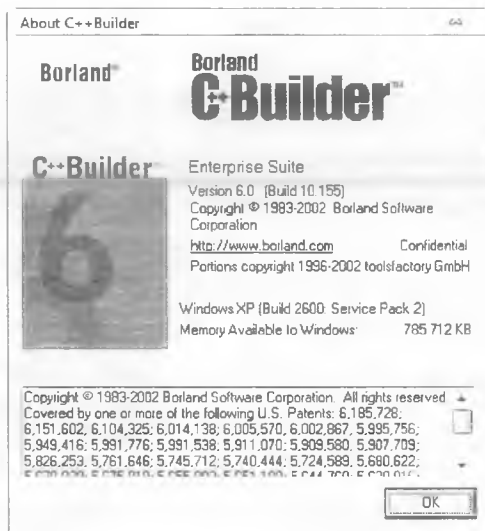 About C++Builder
Borland™
Borland
C++Builder™
C++Builder
6
Enterprise Suite
Version 6.0 (Build 10.155)
Copyright © 1983-2002 Borland Software
Corporation
http://www.borland.com Confidential
Portions copyright 1996-2002 toolsfactory GmbH
Windows XP (Build 2600: Service Pack 2)
Memory Available to Windows: 785 712 KB
Copyright © 1983-2002 Borland Software Corporation. All rights reserved
Covered by one or more of the following U.S. Patents: 6,185,728;
6,151,602; 6,104,325; 6,014,138; 6,005,570; 6,002,867; 5,995,756;
5,949,416; 5,991,776; 5,991,538; 5,911,070; 5,909,580; 5,907,709;
5,826,253; 5,761,646; 5,745,712; 5,740,444; 5,724,589; 5,680,622;
OK